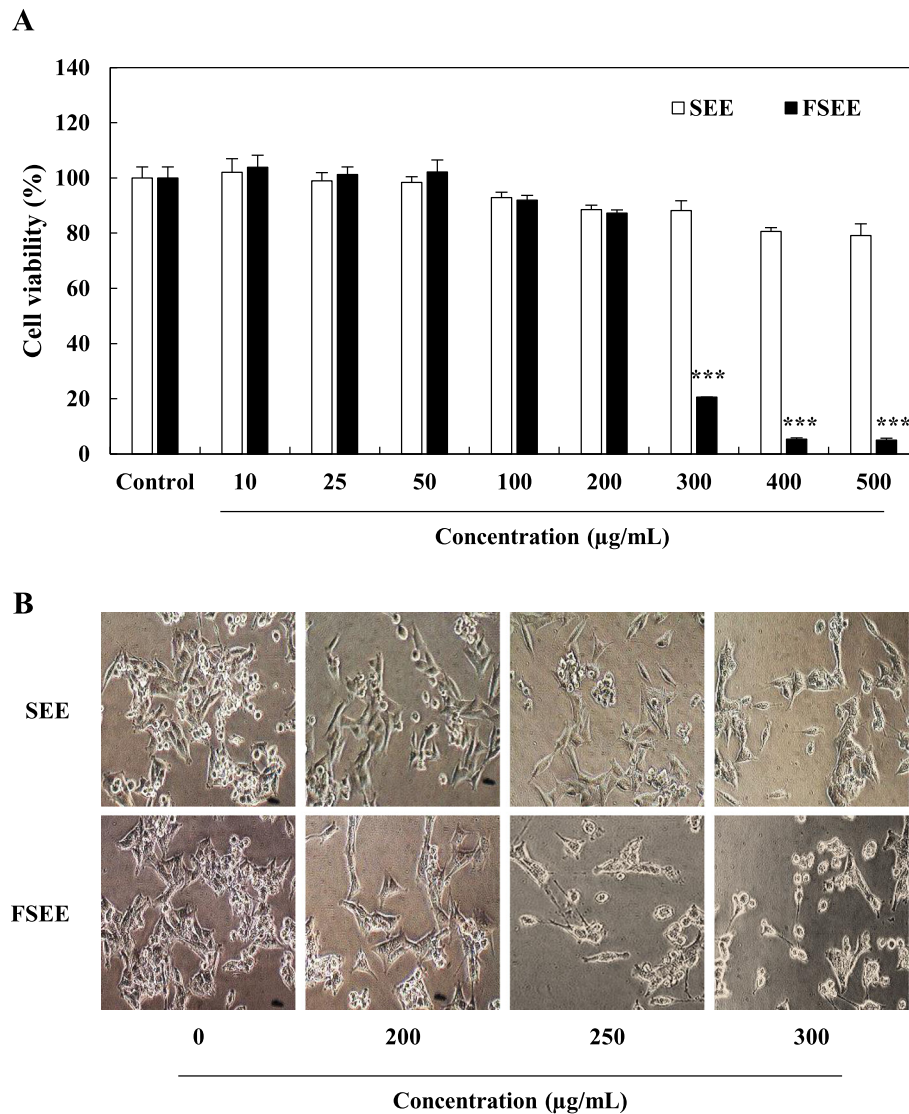 A
140
120
100
80
60
40
20
0
Cell viability (%)
SEE FSEE
*** *** ***
Control 10 25 50 100 200 300 400 500
Concentration (µg/mL)
B
SEE
FSEE
0 200 250 300
Concentration (µg/mL)